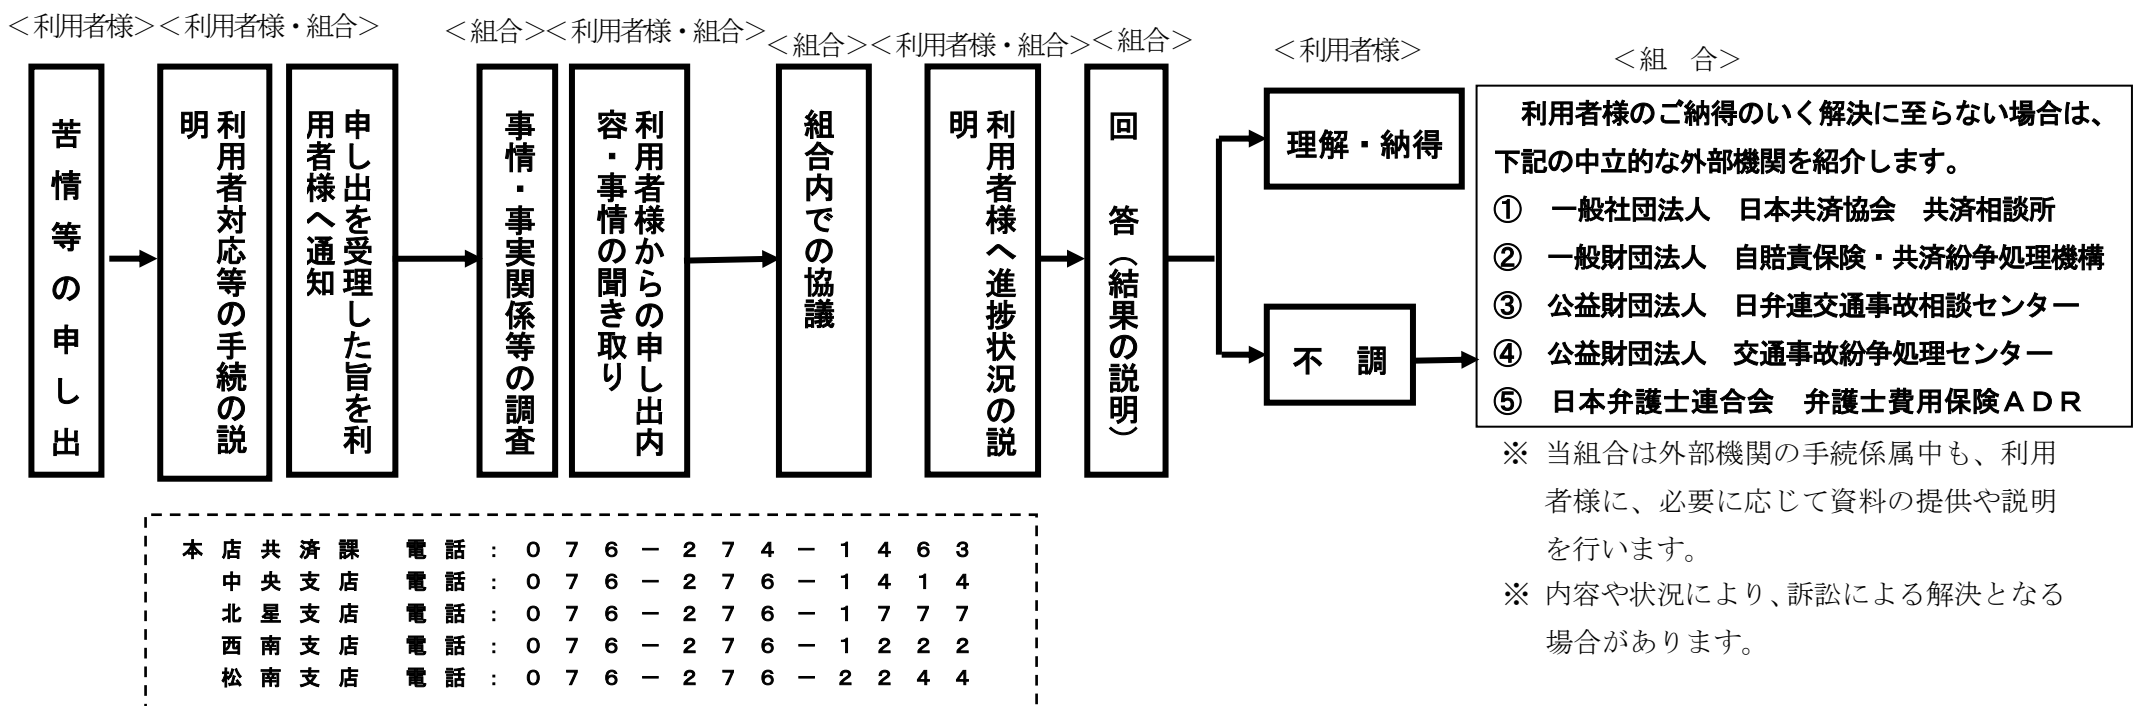 ＜利用者様＞＜利用者様・組合＞
＜組合＞＜利用者様・組合＞
＜組合＞＜利用者様・組合＞
＜組合＞
＜利用者様＞
＜組　合＞
苦情等の申し出
利用者対応等の手続の説
明
申し出を受理した旨を利
用者様へ通知
事情・事実関係等の調査
利用者様からの申し出内
容・事情の聞き取り
組合内での協議
利用者様へ進捗状況の説
明
回　答（結果の説明）
理解・納得
不　調
利用者様のご納得のいく解決に至らない場合は、
下記の中立的な外部機関を紹介します。
①　一般社団法人　日本共済協会　共済相談所
②　一般財団法人　自賠責保険・共済紛争処理機構
③　公益財団法人　日弁連交通事故相談センター
④　公益財団法人　交通事故紛争処理センター
⑤　日本弁護士連合会　弁護士費用保険ＡＤＲ
※ 当組合は外部機関の手続係属中も、利用
者様に、必要に応じて資料の提供や説明
を行います。
※ 内容や状況により、訴訟による解決となる
場合があります。
本店共済課　電話：０７６－２７４－１４６３
中央支店　電話：０７６－２７６－１４１４
北星支店　電話：０７６－２７６－１７７７
西南支店　電話：０７６－２７６－１２２２
松南支店　電話：０７６－２７６－２２４４